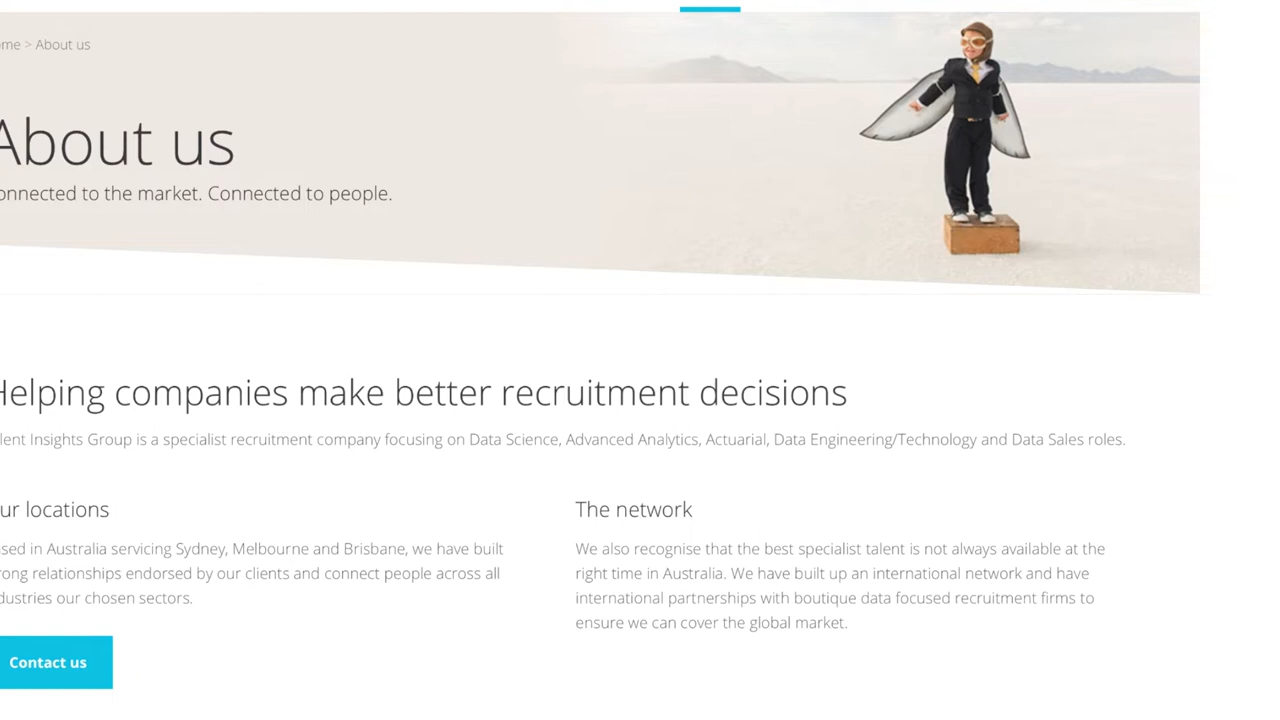 ome > About us
About us
onnected to the market. Connected to people.
Helping companies make better recruitment decisions
lent Insights Group is a specialist recruitment company focusing on Data Science, Advanced Analytics, Actuarial, Data Engineering/Technology and Data Sales roles.
ur locations
sed in Australia servicing Sydney, Melbourne and Brisbane, we have built
rong relationships endorsed by our clients and connect people across all
dustries our chosen sectors.
Contact us
The network
We also recognise that the best specialist talent is not always available at the
right time in Australia. We have built up an international network and have
international partnerships with boutique data focused recruitment firms to
ensure we can cover the global market.